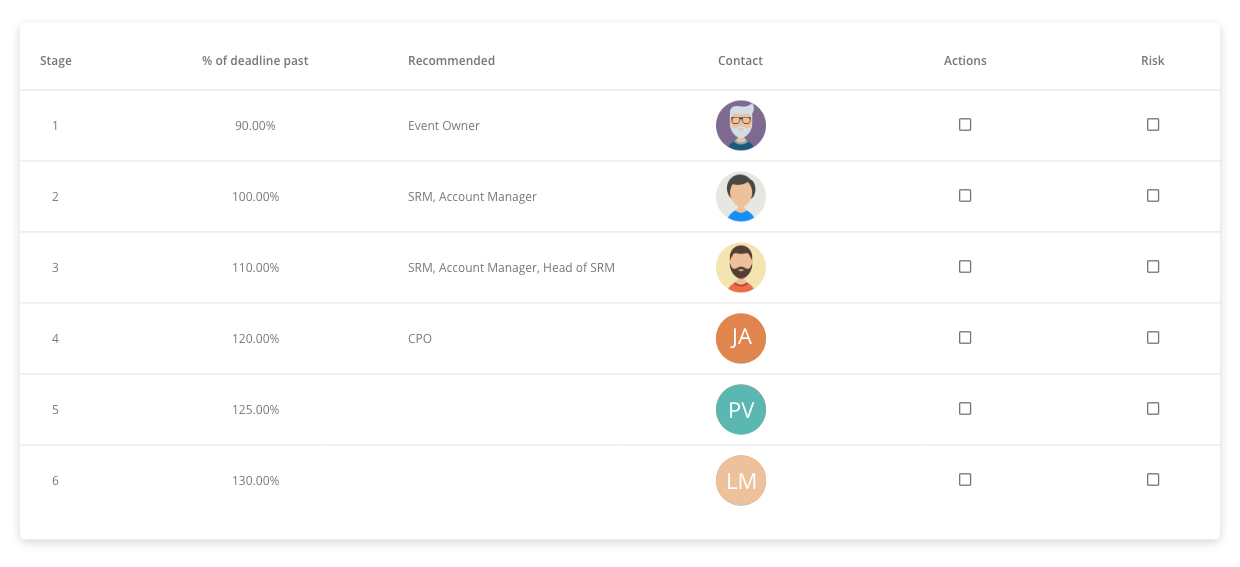 Stage % of deadline past Recommended Contact Actions Risk
1 90.00% Event Owner
2 100.00% SRM, Account Manager
3 110.00% SRM, Account Manager, Head of SRM
4 120.00% CPO JA
5 125.00% PV
6 130.00% LM